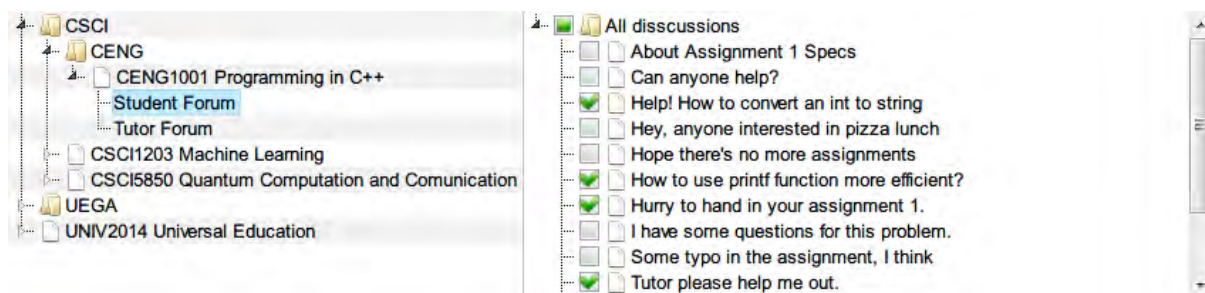 CSCI
CENG
CENG1001 Programming in C++
Student Forum
Tutor Forum
CSCI1203 Machine Learning
CSCI5850 Quantum Computation and Comunication
UEGA
UNIV2014 Universal Education
All disscussions
About Assignment 1 Specs
Can anyone help?
Help! How to convert an int to string
Hey, anyone interested in pizza lunch
Hope there's no more assignments
How to use printf function more efficient?
Hurry to hand in your assignment 1.
I have some questions for this problem.
Some typo in the assignment, I think
Tutor please help me out.